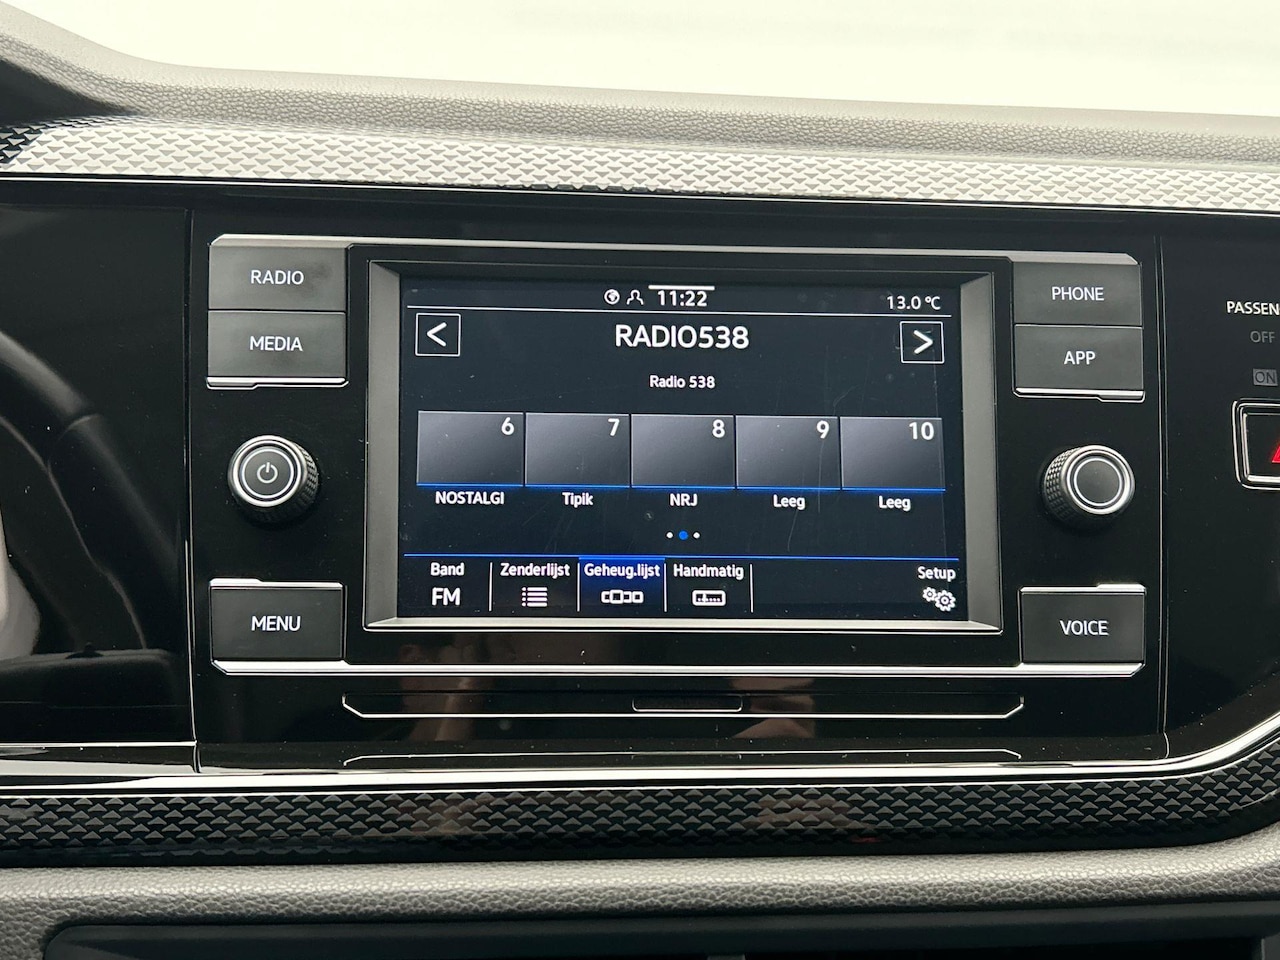 RADIO
MEDIA
MENU
11:22
13.0 °C
<
RADIO538
>
Radio 538
6
7
8
9
10
NOSTALGI
Tipik
NRJ
Leeg
Leeg
Band
FM
Zenderlijst
Geheug.lijst
Handmatig
Setup
PHONE
APP
VOICE
PASSEN
OFF
ON